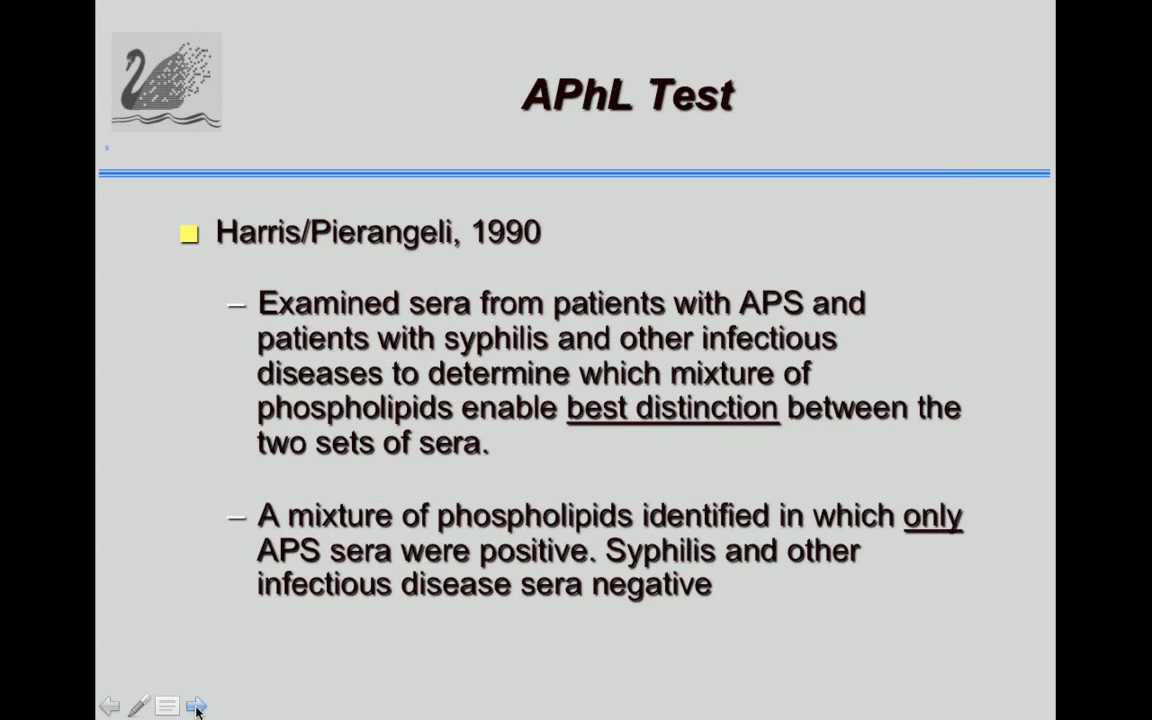 APhL Test
s
Harris/Pierangeli, 1990
– Examined sera from patients with APS and
patients with syphilis and other infectious
diseases to determine which mixture of
phospholipids enable best distinction between the
two sets of sera.
– A mixture of phospholipids identified in which only
APS sera were positive. Syphilis and other
infectious disease sera negative